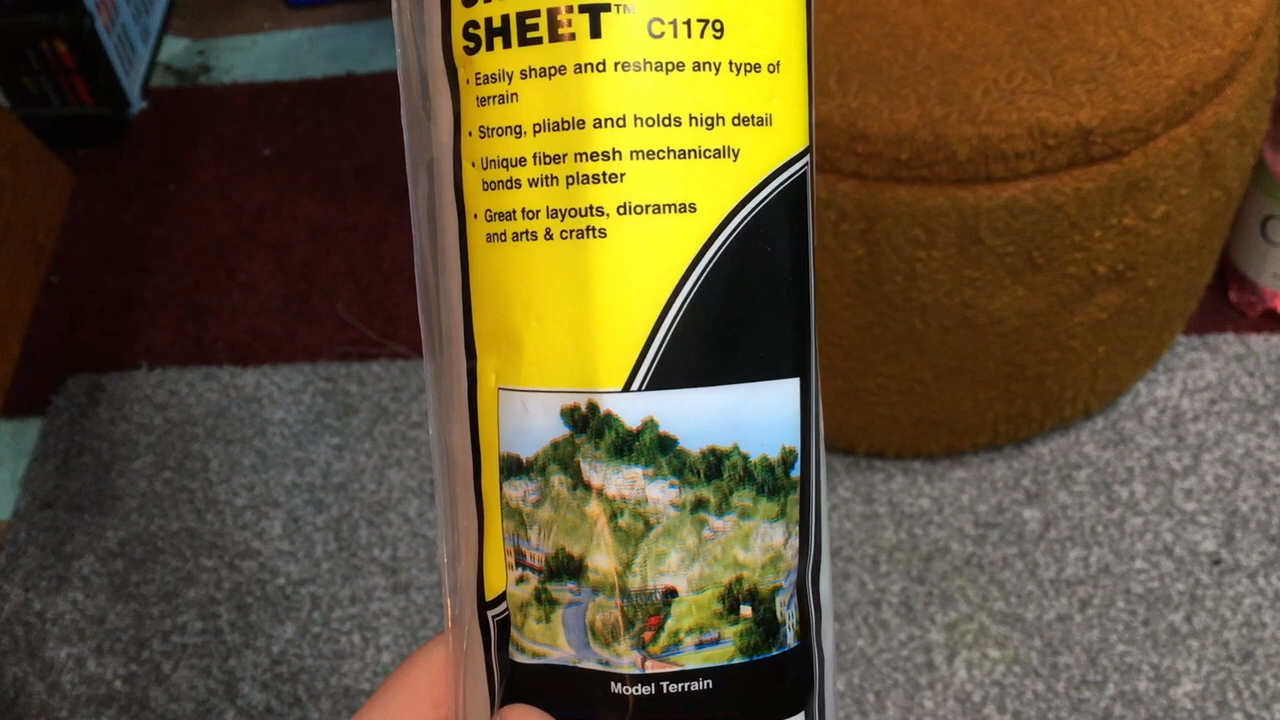 SHEET™ C1179
• Easily shape and reshape any type of
terrain
• Strong, pliable and holds high detail
• Unique fiber mesh mechanically
bonds with plaster
• Great for layouts, dioramas
and arts & crafts
Model Terrain